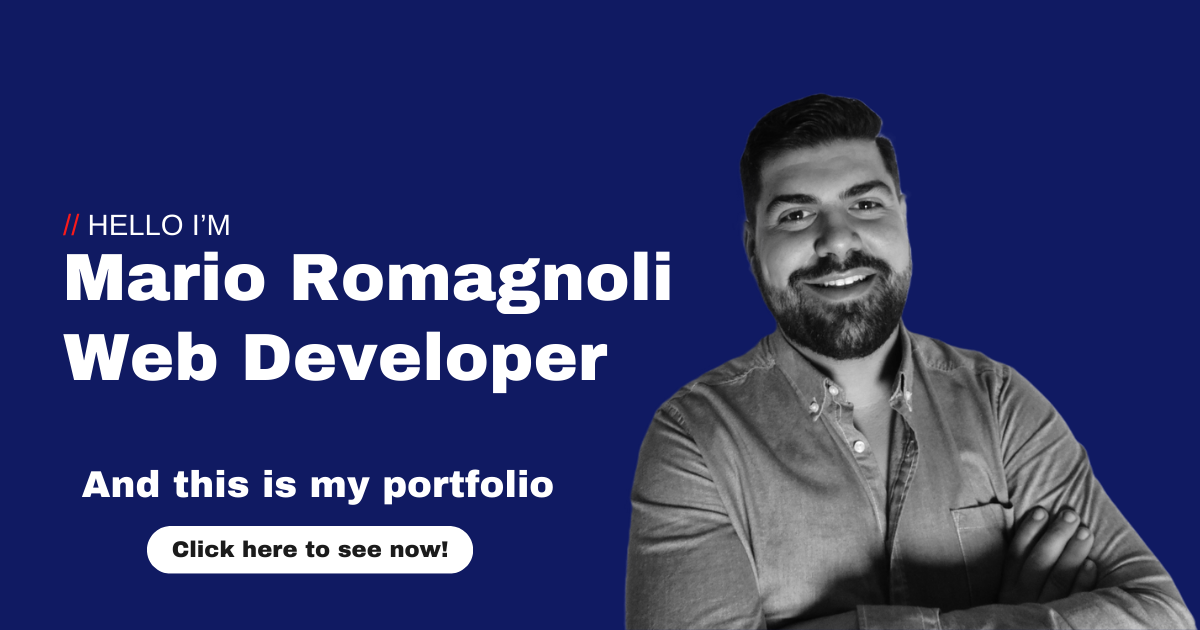 // HELLO I’M
Mario Romagnoli
Web Developer
And this is my portfolio
Click here to see now!